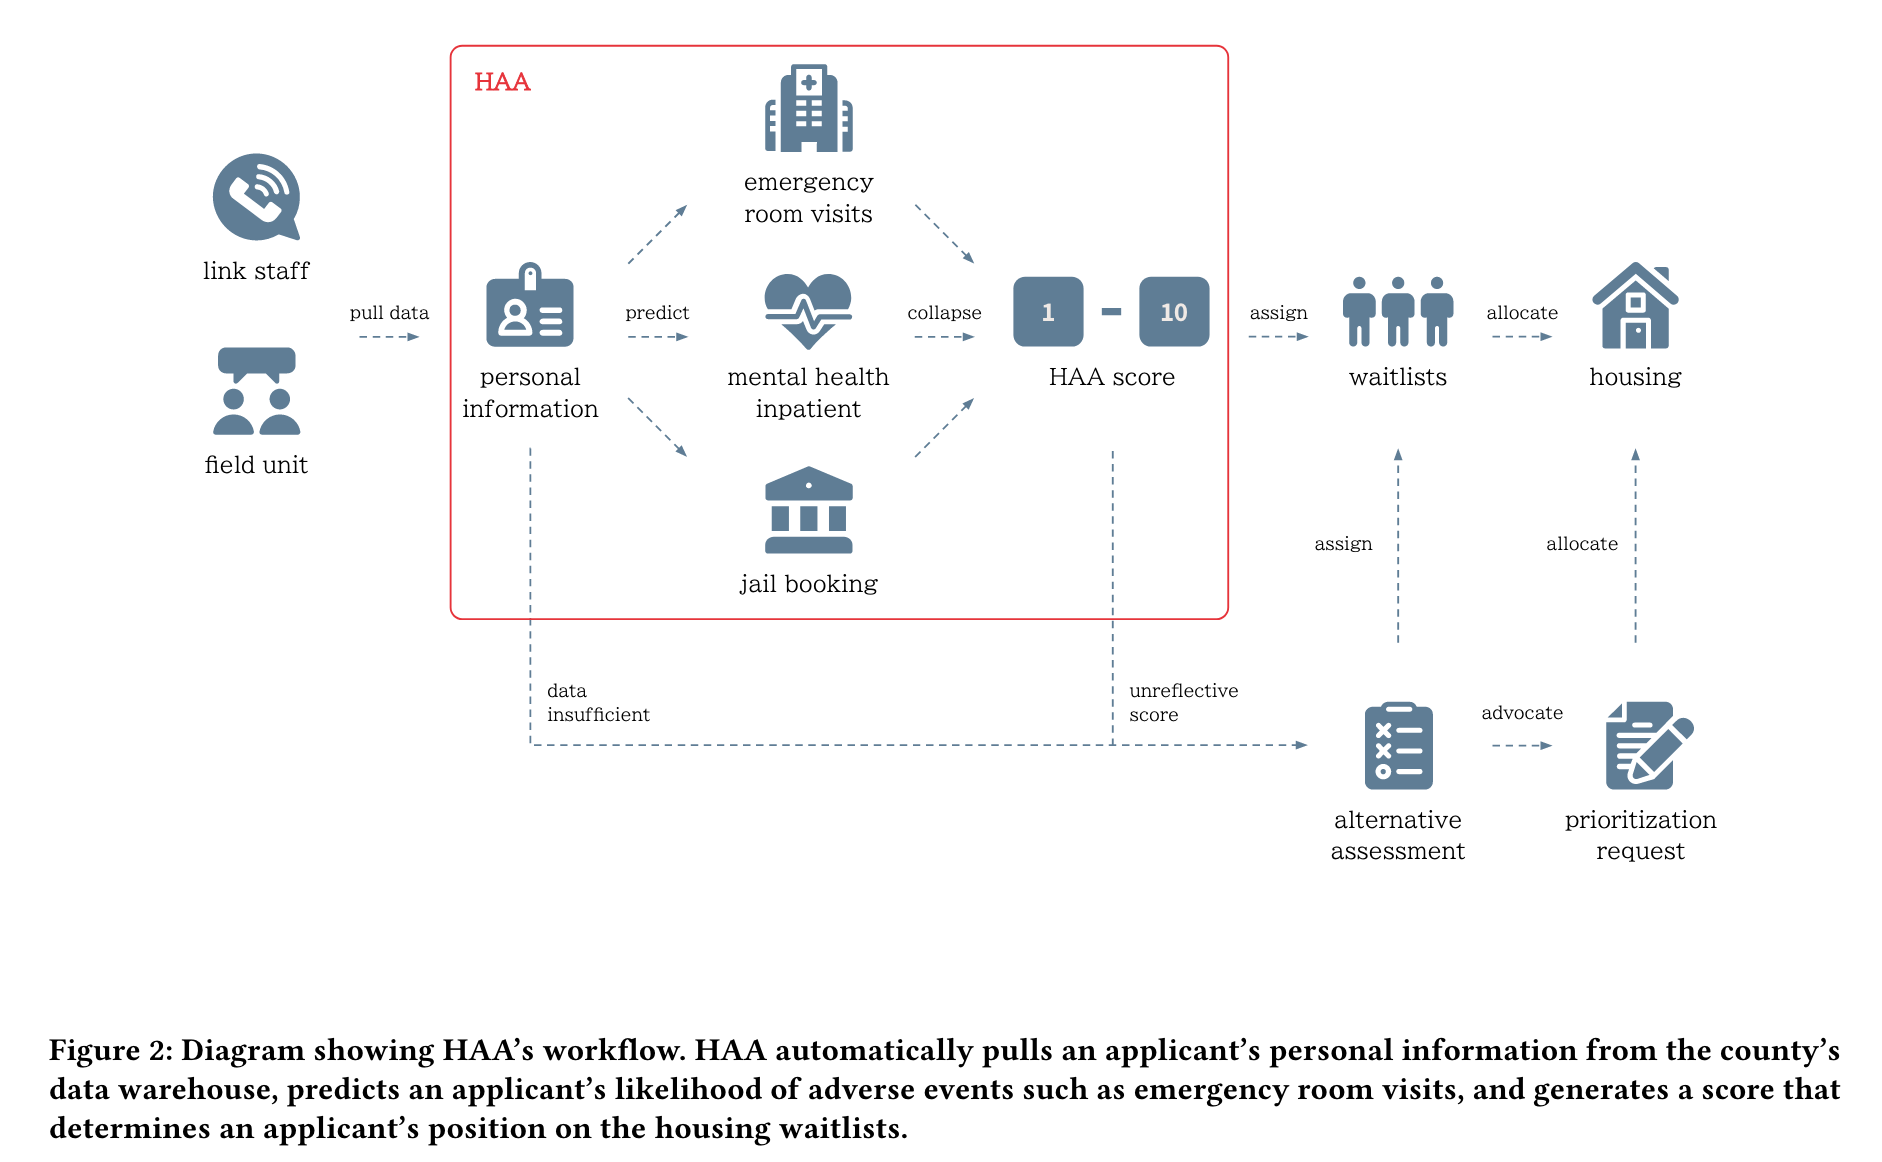 HAA
link staff
field unit
pull data
personal
information
predict
emergency
room visits
mental health
inpatient
jail booking
collapse
1 - 10
HAA score
assign
waitlists
allocate
housing
data
insufficient
unreflective
score
assign
allocate
alternative
assessment
advocate
prioritization
request
Figure 2: Diagram showing HAA’s workflow. HAA automatically pulls an applicant’s personal information from the county’s
data warehouse, predicts an applicant’s likelihood of adverse events such as emergency room visits, and generates a score that
determines an applicant’s position on the housing waitlists.